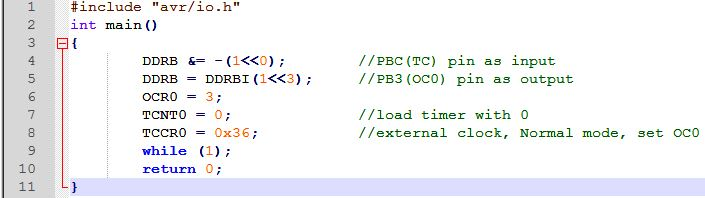 1 #include "avr/io.h"
2 int main()
3 {
4 DDRB &= -(1<<0); //PBC(TC) pin as input
5 DDRB = DDRBI(1<<3); //PB3(OC0) pin as output
6 OCR0 = 3;
7 TCNT0 = 0; //load timer with 0
8 TCCR0 = 0x36; //external clock, Normal mode, set OC0
9 while (1);
10 return 0;
11 }